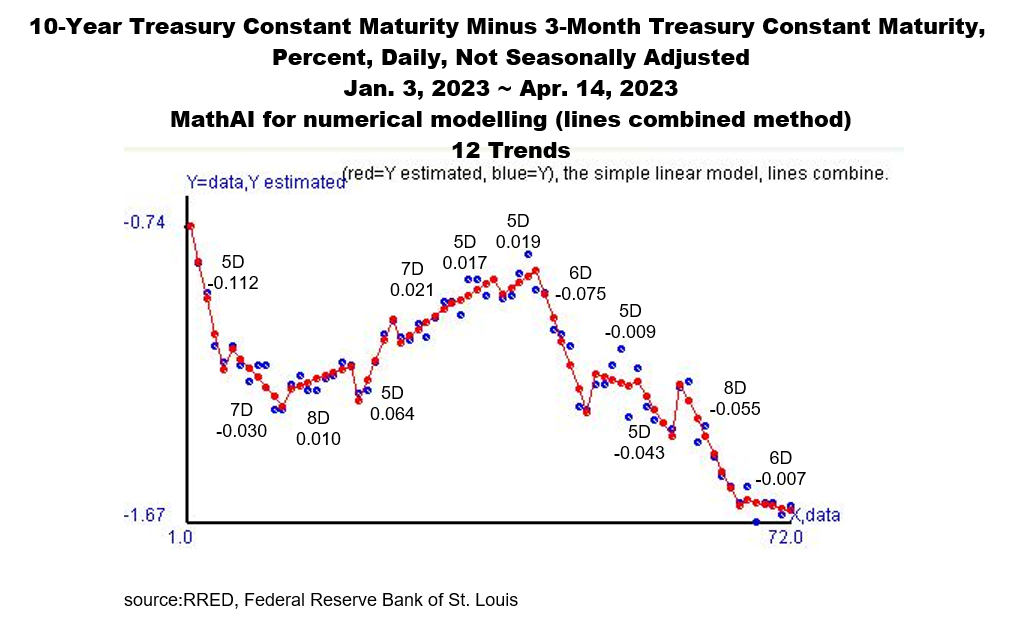 10-Year Treasury Constant Maturity Minus 3-Month Treasury Constant Maturity,
Percent, Daily, Not Seasonally Adjusted
Jan. 3, 2023 ~ Apr. 14, 2023
MathAI for numerical modelling (lines combined method)
12 Trends
(red=Y estimated, blue=Y), the simple linear model, lines combine.
Y=data,Y estimated
-0.74
5D
-0.112
7D
-0.030
8D
0.010
5D
0.064
7D
0.021
5D
0.017
5D
0.019
6D
-0.075
5D
-0.009
5D
-0.043
8D
-0.055
6D
-0.007
-1.67
X,data
1.0
72.0
source:RRED, Federal Reserve Bank of St. Louis